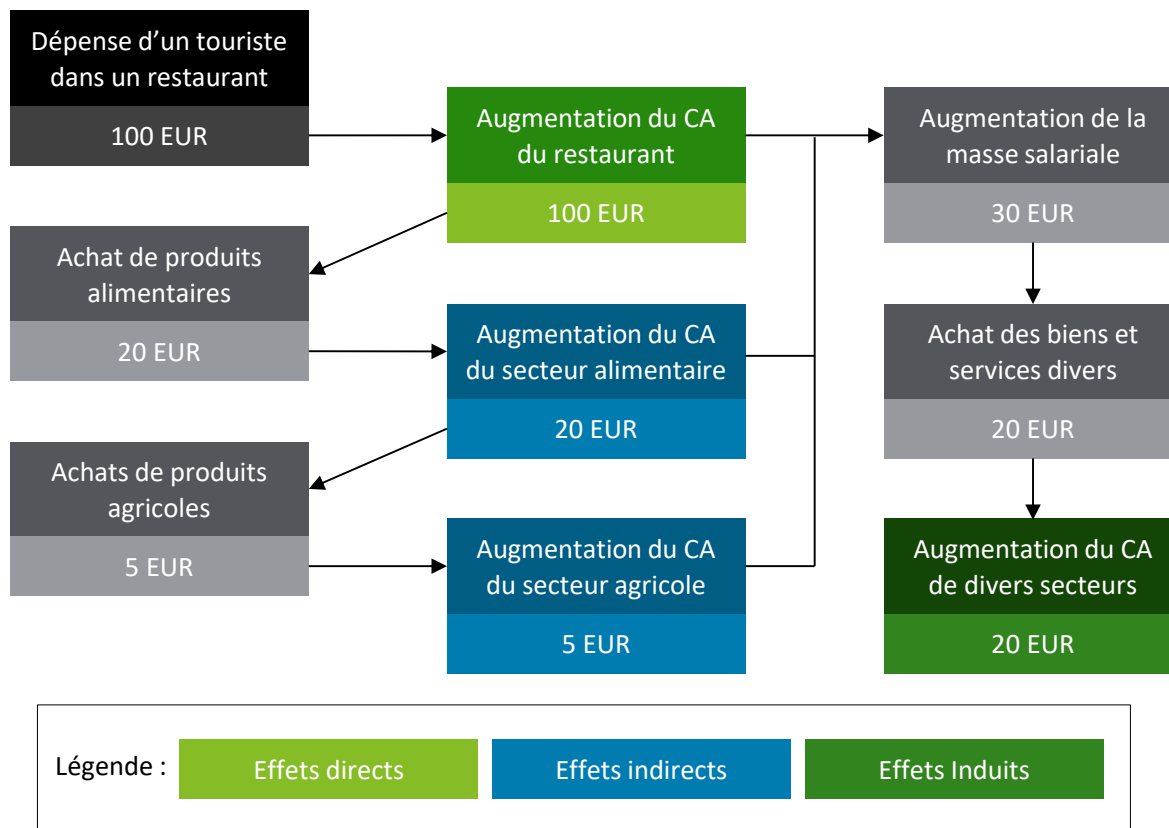 Dépense d’un touriste
dans un restaurant
100 EUR
Augmentation du CA
du restaurant
100 EUR
Augmentation de la
masse salariale
30 EUR
Achat de produits
alimentaires
20 EUR
Augmentation du CA
du secteur alimentaire
20 EUR
Achat des biens et
services divers
20 EUR
Achats de produits
agricoles
5 EUR
Augmentation du CA
du secteur agricole
5 EUR
Augmentation du CA
de divers secteurs
20 EUR
Légende :
Effets directs
Effets indirects
Effets Induits